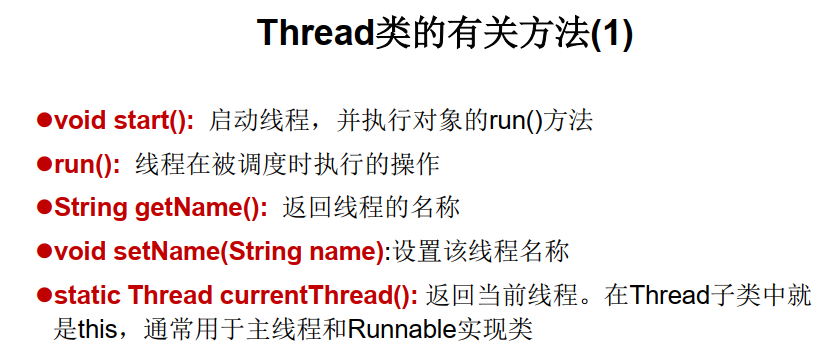 Thread类的有关方法(1)
●void start(): 启动线程，并执行对象的run()方法
●run(): 线程在被调度时执行的操作
●String getName(): 返回线程的名称
●void setName(String name):设置该线程名称
●static Thread currentThread(): 返回当前线程。在Thread子类中就
是this，通常用于主线程和Runnable实现类